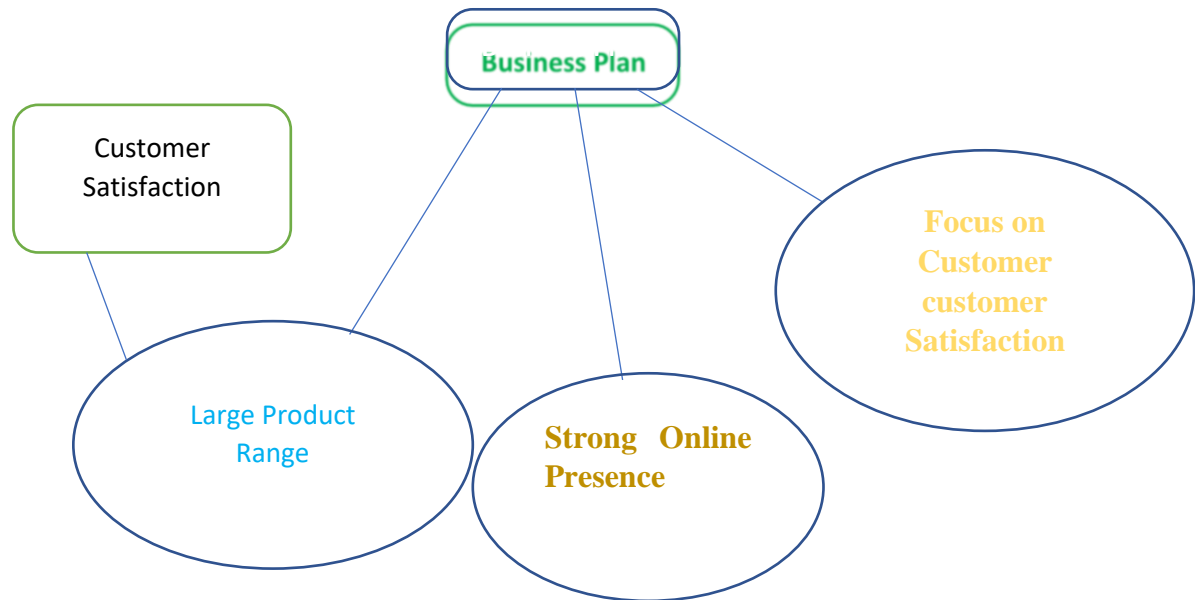 Business Plan
Customer
Satisfaction
Focus on
Customer
customer
Satisfaction
Large Product
Range
Strong Online
Presence